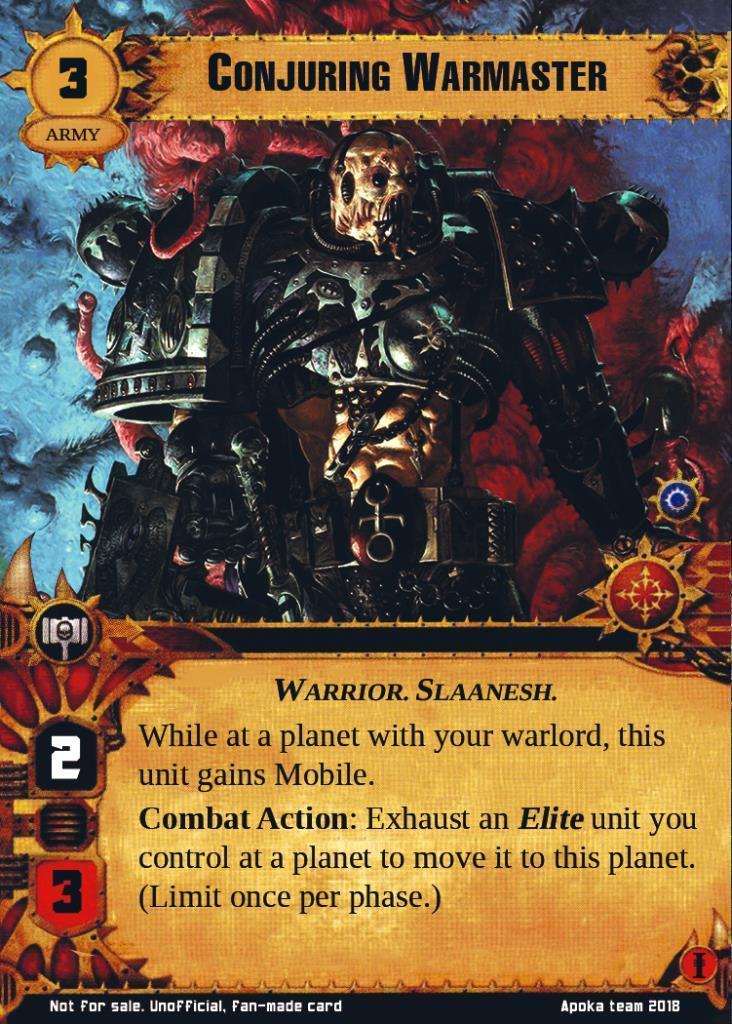 3
CONJURING WARMASTER
ARMY
WARRIOR. SLAANESH.
While at a planet with your warlord, this
unit gains Mobile.
2
Combat Action: Exhaust an Elite unit you
control at a planet to move it to this planet.
(Limit once per phase.)
3
I
Not for sale. Unofficial, fan-made card
Apoka team 2018